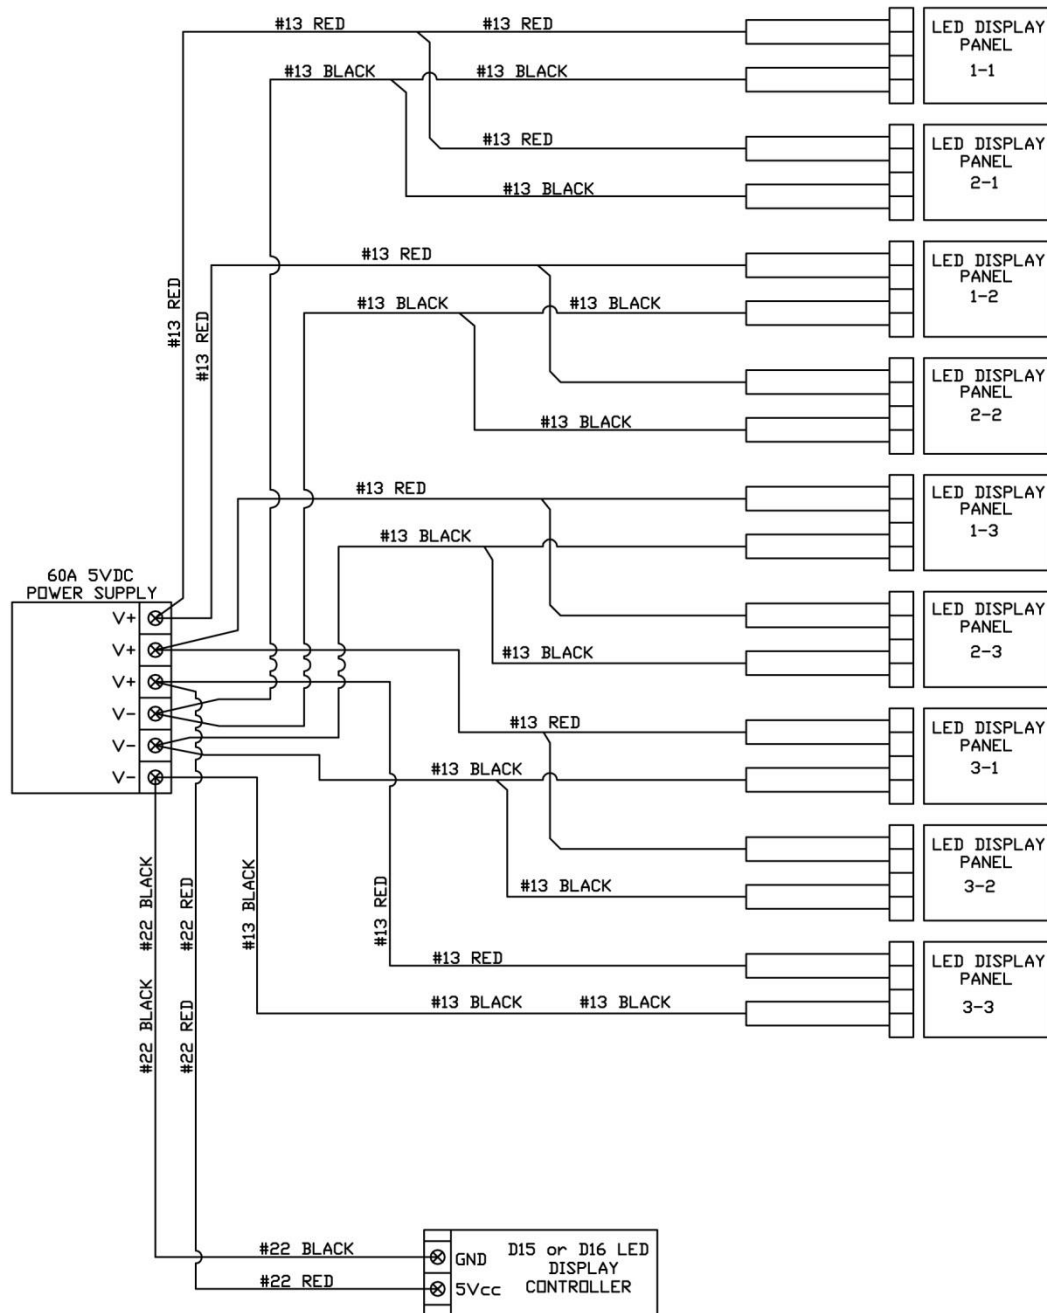 #13 RED
#13 RED
LED DISPLAY
PANEL
1-1
#13 BLACK
#13 BLACK
#13 RED
LED DISPLAY
PANEL
2-1
#13 BLACK
#13 RED
LED DISPLAY
PANEL
1-2
#13 BLACK
#13 BLACK
#13 RED
#13 RED
LED DISPLAY
PANEL
2-2
#13 BLACK
#13 RED
LED DISPLAY
PANEL
1-3
#13 BLACK
60A 5VDC
POWER SUPPLY
V+
V+
V+
V-
V-
V-
LED DISPLAY
PANEL
2-3
#13 BLACK
#13 RED
LED DISPLAY
PANEL
3-1
#13 BLACK
LED DISPLAY
PANEL
3-2
#13 BLACK
#22 BLACK
#22 RED
#13 BLACK
#13 RED
#13 RED
LED DISPLAY
PANEL
3-3
#13 BLACK
#13 BLACK
#22 BLACK
#22 RED
#22 BLACK
GND
D15 or D16 LED
DISPLAY
CONTROLLER
#22 RED
5Vcc